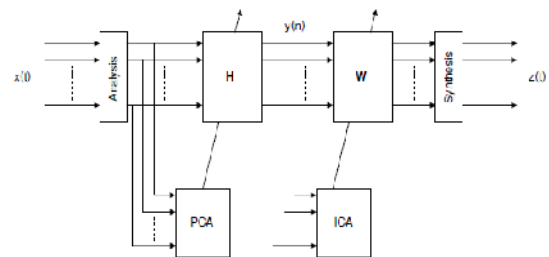 y(n)
x(t)
Analysis
H
W
Synthesis
z(t)
PCA
ICA